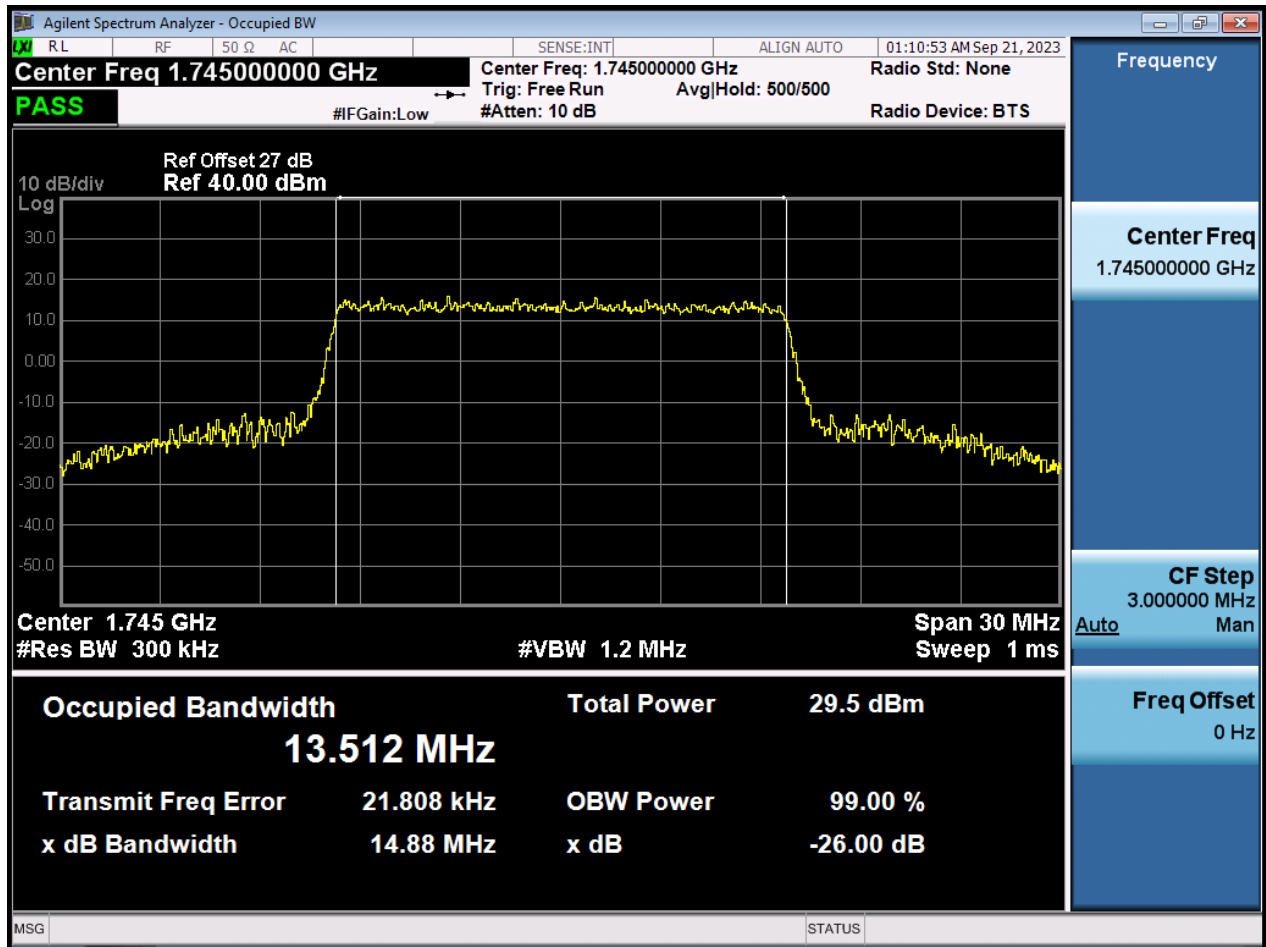 Agilent Spectrum Analyzer - Occupied BW
LXI RL RF 50 Ω AC SENSE:INT ALIGN AUTO 01:10:53 AM Sep 21, 2023
Center Freq 1.745000000 GHz
PASS
#IFGain:Low
Center Freq: 1.745000000 GHz
Trig: Free Run Avg|Hold: 500/500
#Atten: 10 dB
Radio Std: None
Radio Device: BTS
Ref Offset 27 dB
10 dB/div Ref 40.00 dBm
Log
30.0
20.0
10.0
0.00
-10.0
-20.0
-30.0
-40.0
-50.0
Center 1.745 GHz Span 30 MHz
#Res BW 300 kHz #VBW 1.2 MHz Sweep 1 ms
Occupied Bandwidth Total Power 29.5 dBm
13.512 MHz
Transmit Freq Error 21.808 kHz OBW Power 99.00 %
x dB Bandwidth 14.88 MHz x dB -26.00 dB
Frequency
Center Freq
1.745000000 GHz
CF Step
3.000000 MHz
Auto Man
Freq Offset
0 Hz
MSG STATUS